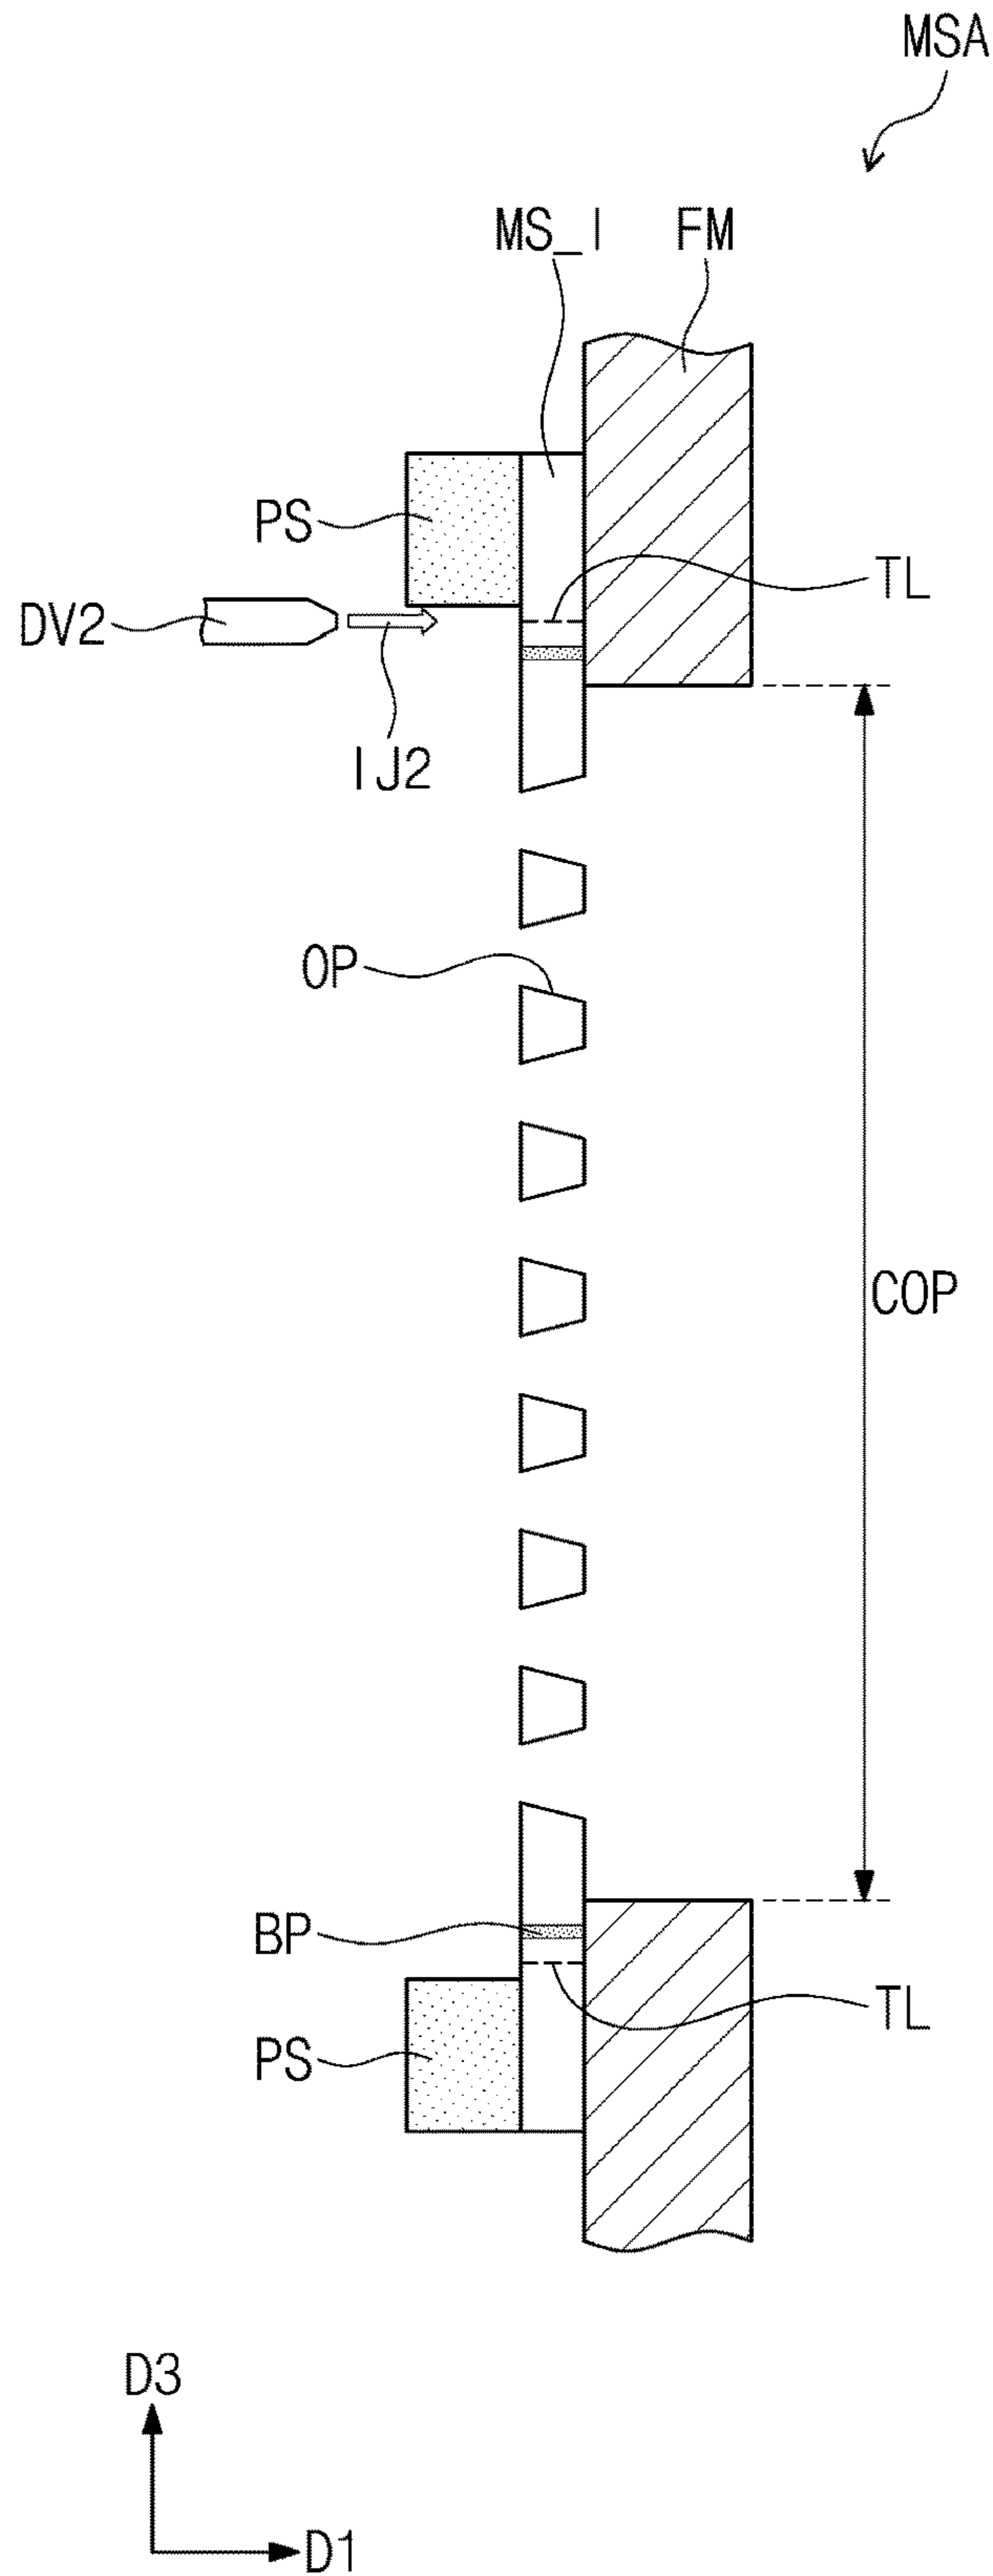 MSA
MS_I FM
PS
TL
DV2
IJ2
OP
COP
BP
TL
PS
D3
D1